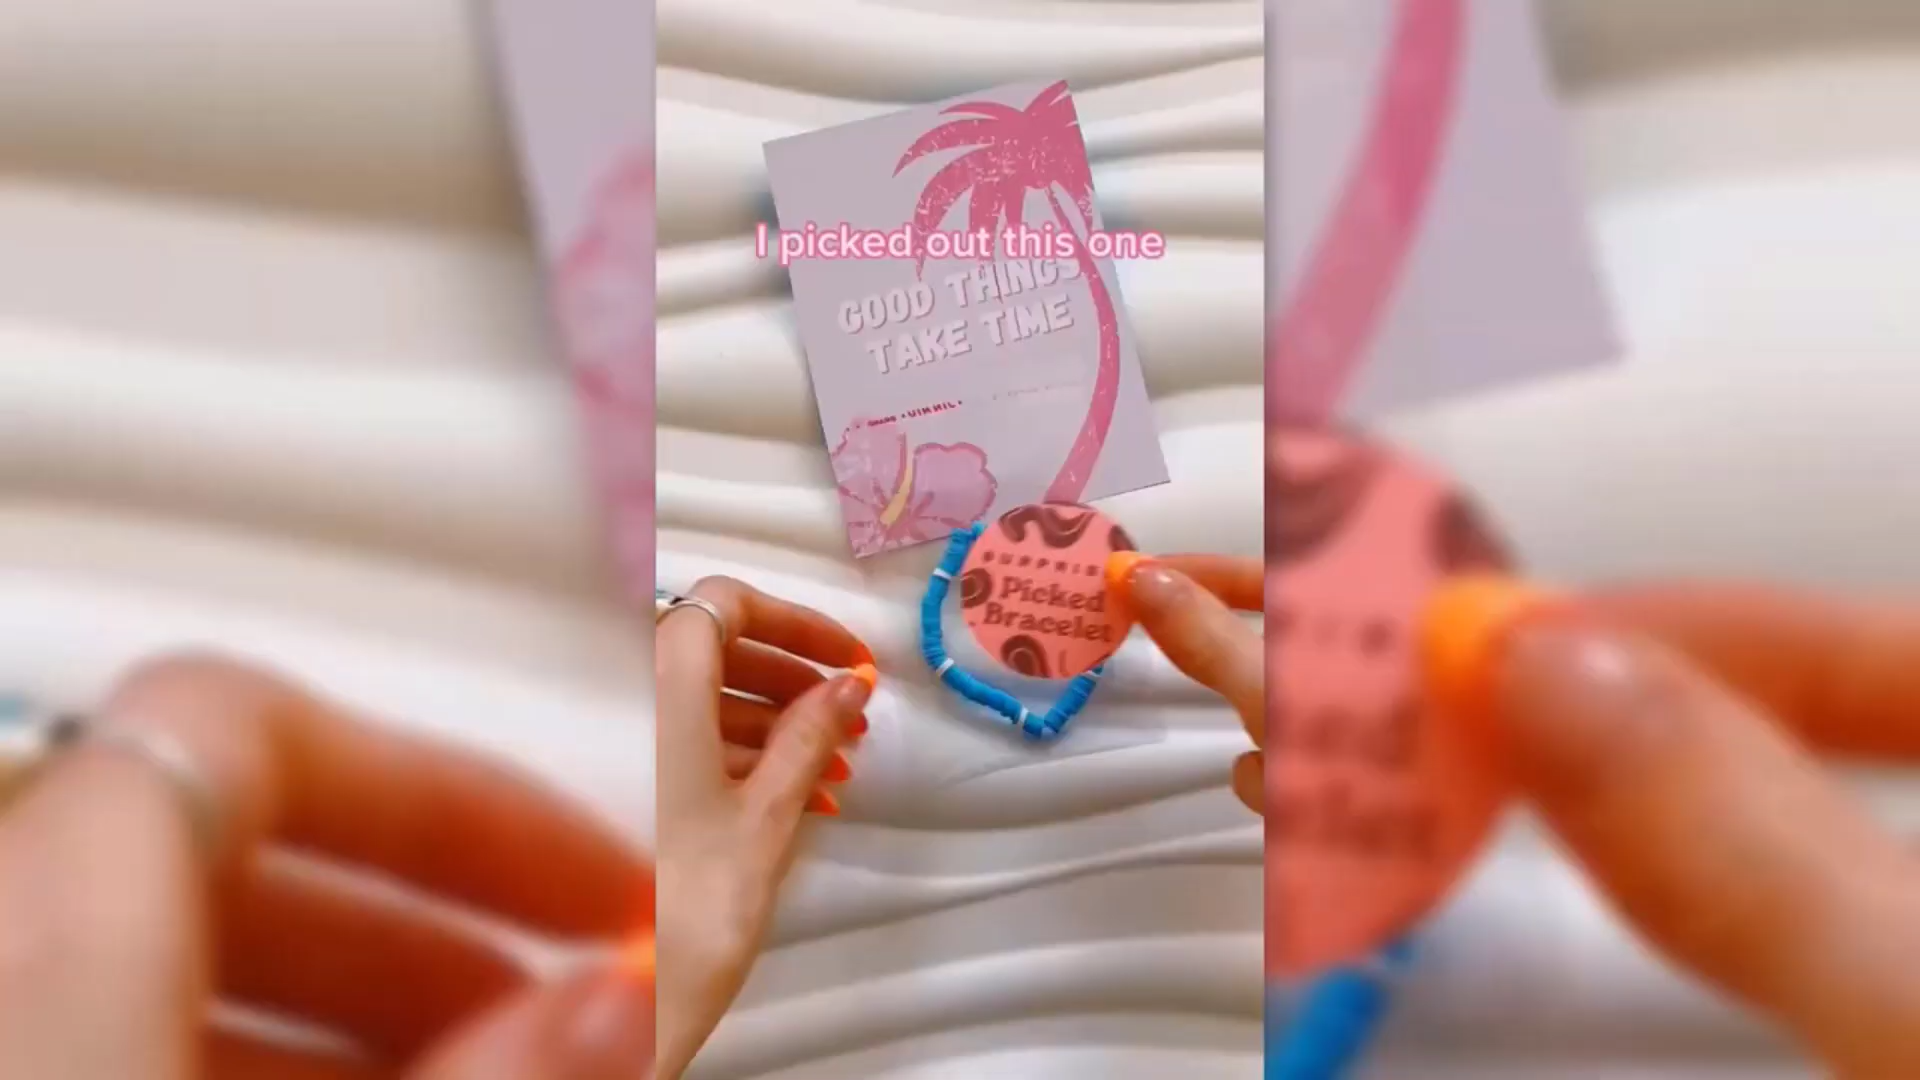 I picked out this one
GOOD THINGS
TAKE TIME
Picked
Bracelet